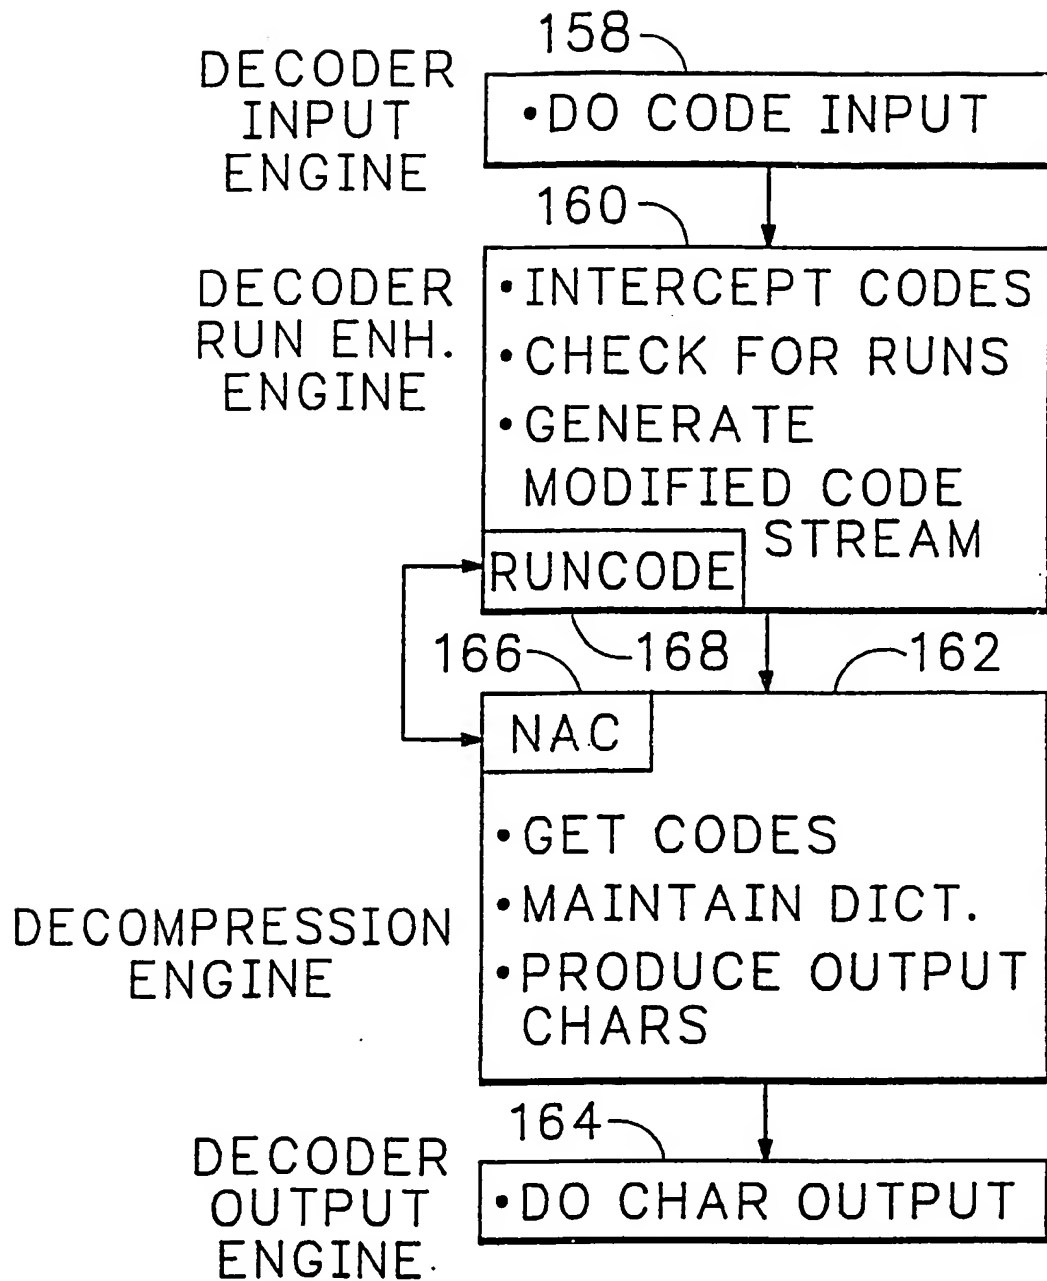 158
DECODER
INPUT
ENGINE
•DO CODE INPUT
160
DECODER
RUN ENH.
ENGINE
•INTERCEPT CODES
•CHECK FOR RUNS
•GENERATE
MODIFIED CODE
STREAM
RUNCODE
166
168
162
NAC
•GET CODES
•MAINTAIN DICT.
•PRODUCE OUTPUT
CHARS
DECOMPRESSION
ENGINE
164
DECODER
OUTPUT
ENGINE
•DO CHAR OUTPUT